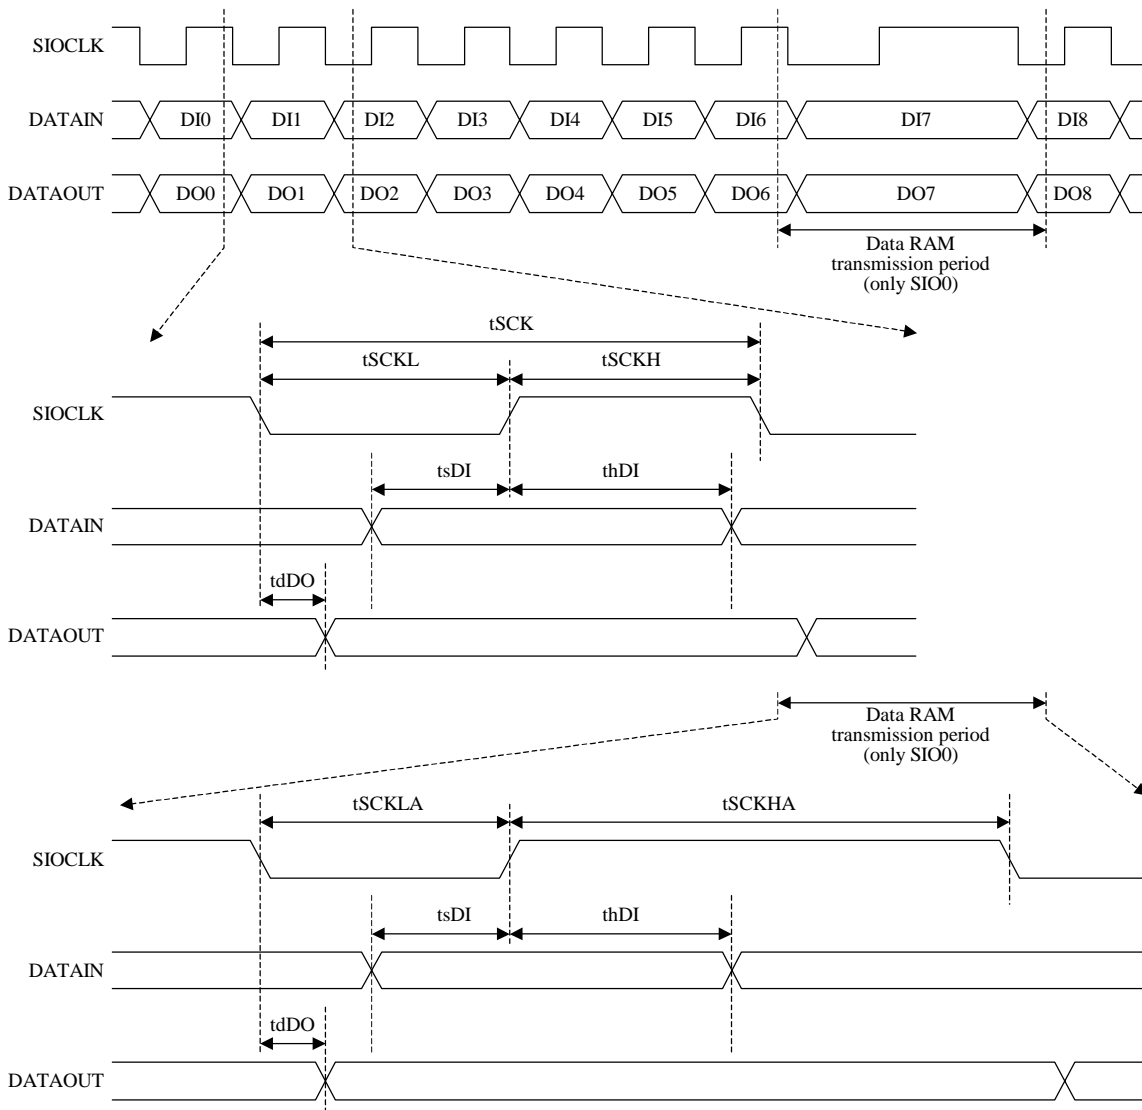 SIOCLK
DATAIN DI0 DI1 DI2 DI3 DI4 DI5 DI6 DI7 DI8
DATAOUT DO0 DO1 DO2 DO3 DO4 DO5 DO6 DO7 DO8
Data RAM
transmission period
(only SIO0)
tSCK
tSCKL tSCKH
SIOCLK
tsDI thDI
DATAIN
tdDO
DATAOUT
Data RAM
transmission period
(only SIO0)
tSCKLA tSCKHA
SIOCLK
tsDI thDI
DATAIN
tdDO
DATAOUT